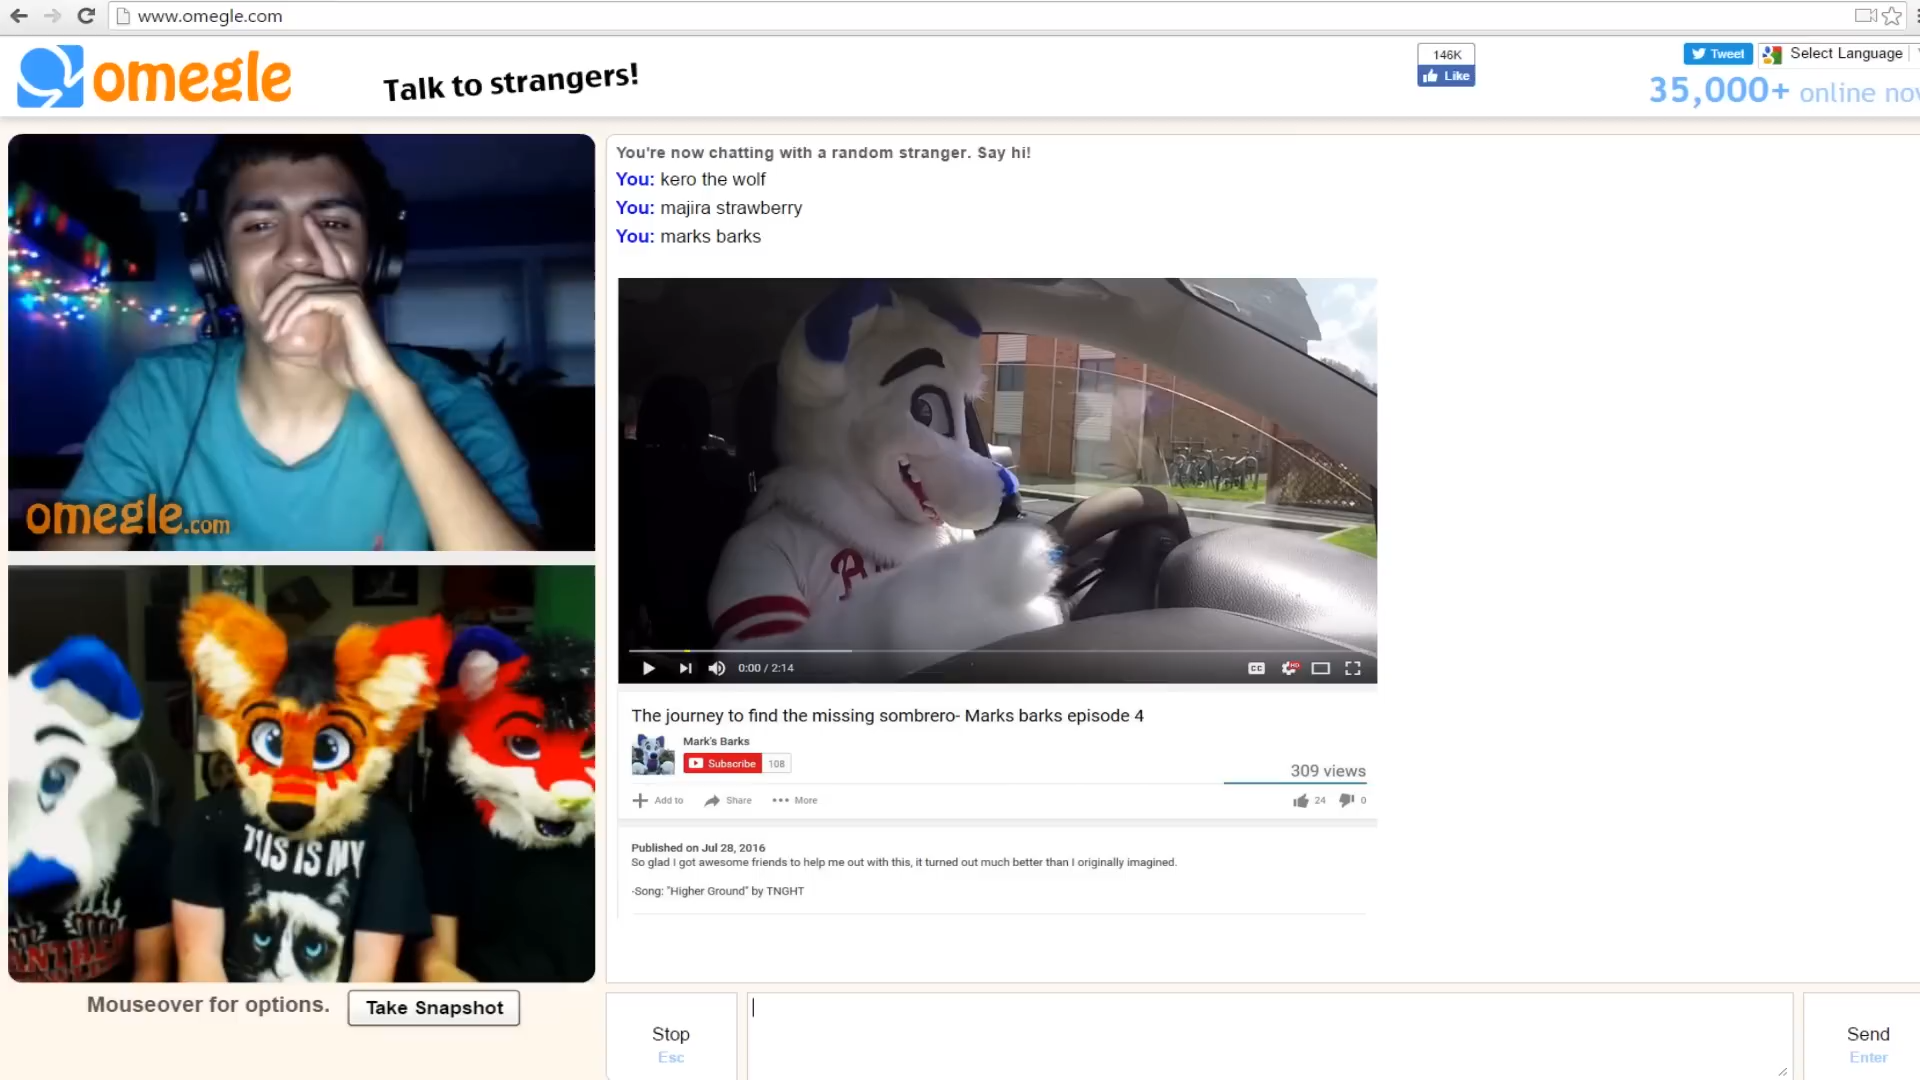 www.omegle.com
omegle
Talk to strangers!
146K
Like
Tweet
Select Language
35,000+ online
You're now chatting with a random stranger. Say hi!
You: kero the wolf
You: majira strawberry
You: marks barks
omegle.com
P
0:00 / 2:14
CC
HD
The journey to find the missing sombrero- Marks barks episode 4
Mark's Barks
Subscribe 108
309 views
Add to
Share
More
24
0
Published on Jul 28, 2016
So glad I got awesome friends to help me out with this, it turned out much better than I originally imagined.
-Song: "Higher Ground" by TNGHT
THIS IS MY
Mouseover for options.
Take Snapshot
Stop
Esc
Send
Enter